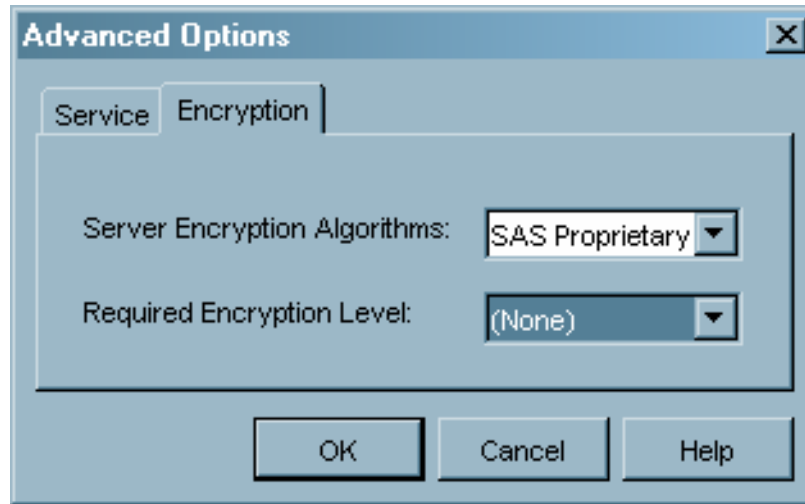 Advanced Options
Service Encryption
Server Encryption Algorithms: SAS Proprietary
Required Encryption Level: (None)
OK Cancel Help